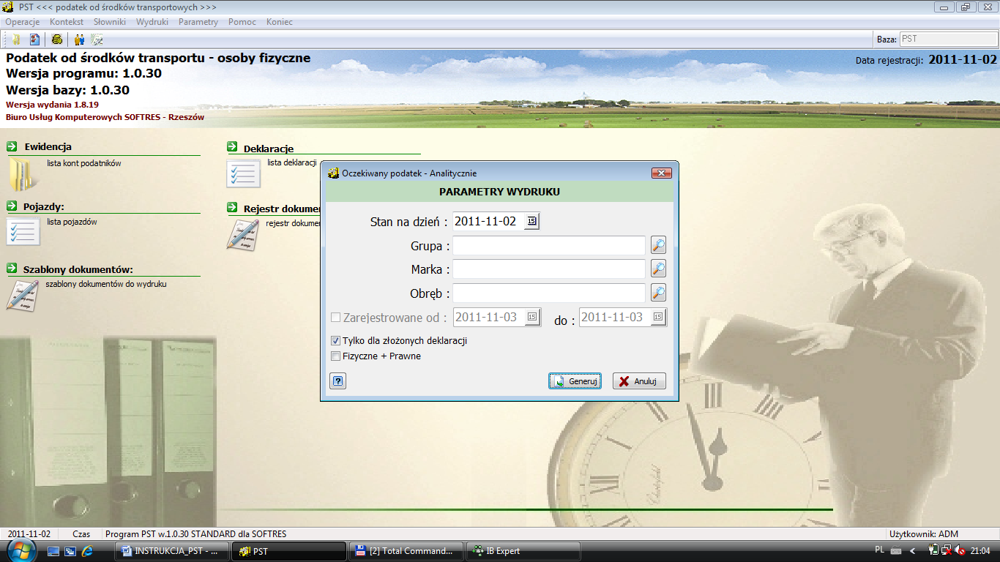 PST <<< podatek od środków transportowych >>>
Operacje Kontekst Słowniki Wydruki Parametry Pomoc Koniec
Baza: PST
Podatek od środków transportu - osoby fizyczne
Data rejestracji: 2011-11-02
Wersja programu: 1.0.30
Wersja bazy: 1.0.30
Wersja wydania 1.8.19
Biuro Usług Komputerowych SOFTRES - Rzeszów
Ewidencja
lista kont podatników
Deklaracje
lista deklaracji
Pojazdy:
lista pojazdów
Rejestr dokumen
rejestr dokumen
Szablony dokumentów:
szablony dokumentów do wydruku
Oczekiwany podatek - Analitycznie
PARAMETRY WYDRUKU
Stan na dzień : 2011-11-02 15
Grupa :
Marka :
Obręb :
Zarejestrowane od : 2011-11-03 15 do : 2011-11-03 15
Tylko dla złożonych deklaracji
Fizyczne + Prawne
? Generuj Anuluj
2011-11-02 Czas Program PST w.1.0.30 STANDARD dla SOFTRES Użytkownik: ADM
INSTRUKCJA_PST - ... PST [2] Total Comman... IB Expert PL < 21:04